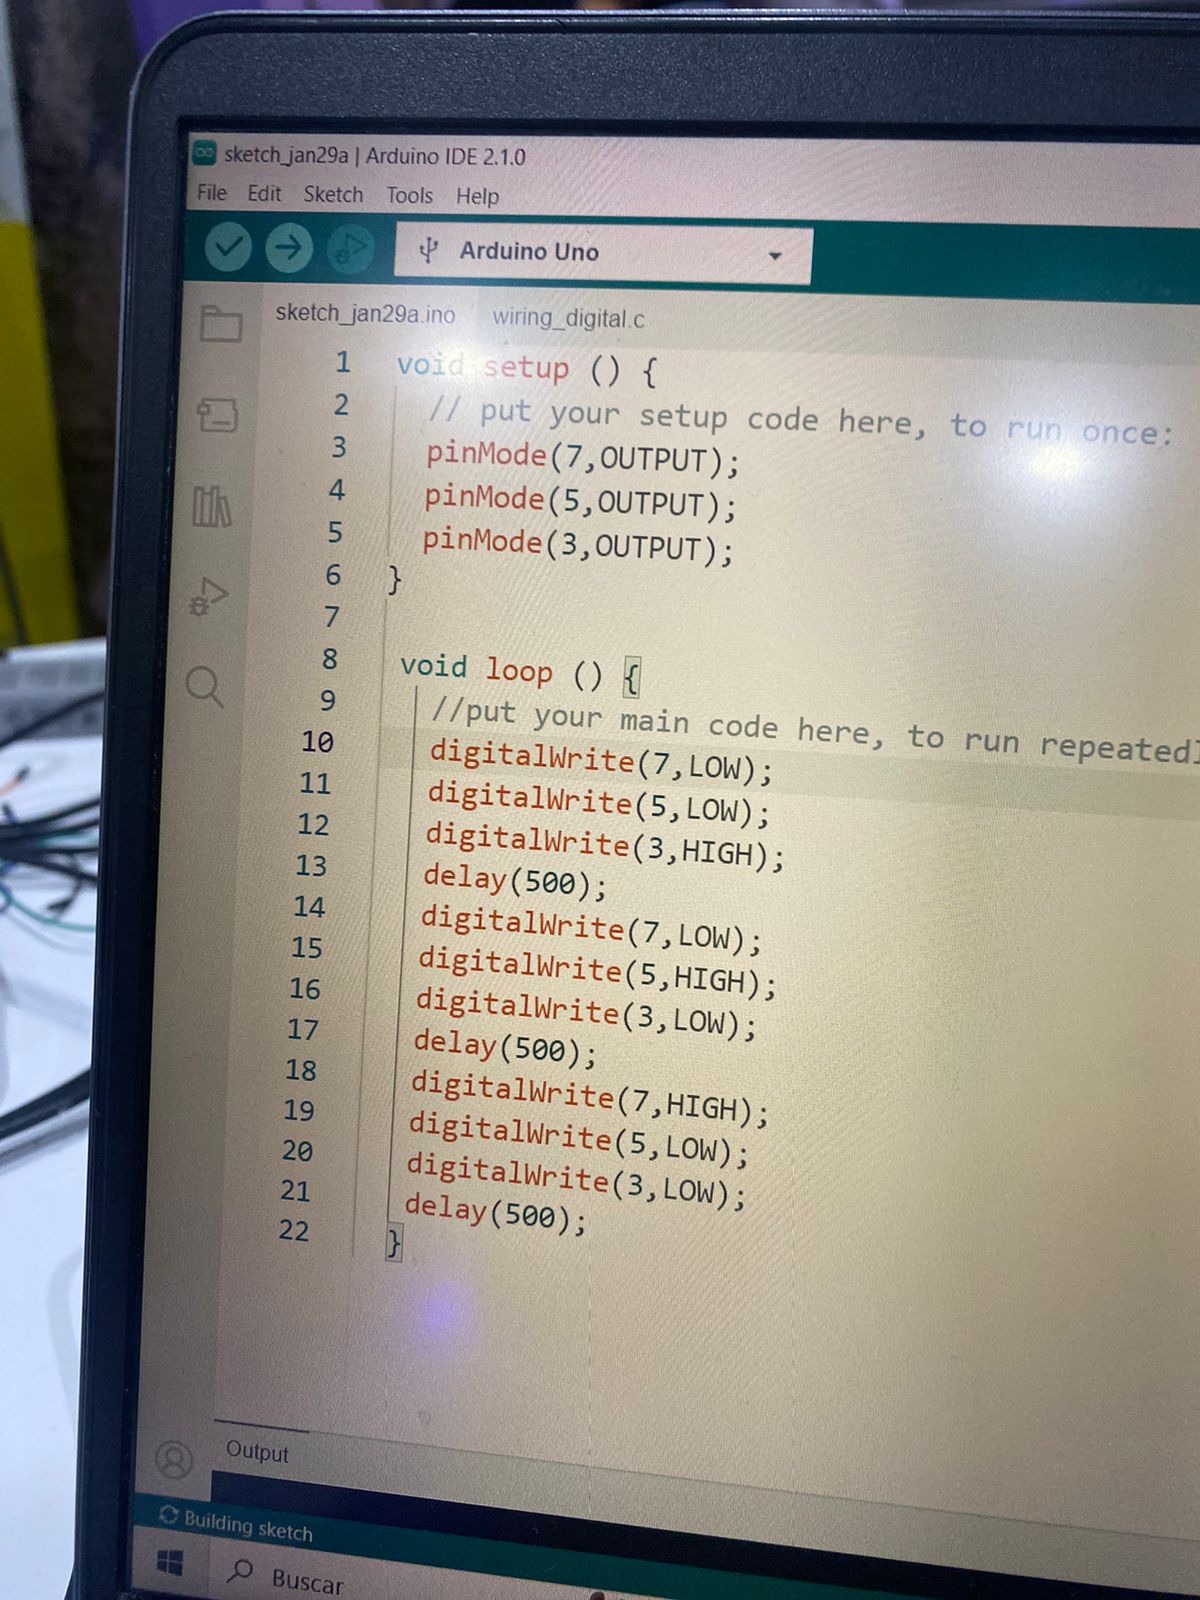 sketch_jan29a | Arduino IDE 2.1.0
File Edit Sketch Tools Help
Arduino Uno
sketch_jan29a.ino wiring_digital.c
1 void setup () {
2 // put your setup code here, to run once:
3 pinMode(7,OUTPUT);
4 pinMode(5,OUTPUT);
5 pinMode(3,OUTPUT);
6 }
7
8 void loop () {
9 //put your main code here, to run repeatedl
10 digitalWrite(7,LOW);
11 digitalWrite(5,LOW);
12 digitalWrite(3,HIGH);
13 delay(500);
14 digitalWrite(7,LOW);
15 digitalWrite(5,HIGH);
16 digitalWrite(3,LOW);
17 delay(500);
18 digitalWrite(7,HIGH);
19 digitalWrite(5,LOW);
20 digitalWrite(3,LOW);
21 delay(500);
22 }
Output
Building sketch
Buscar